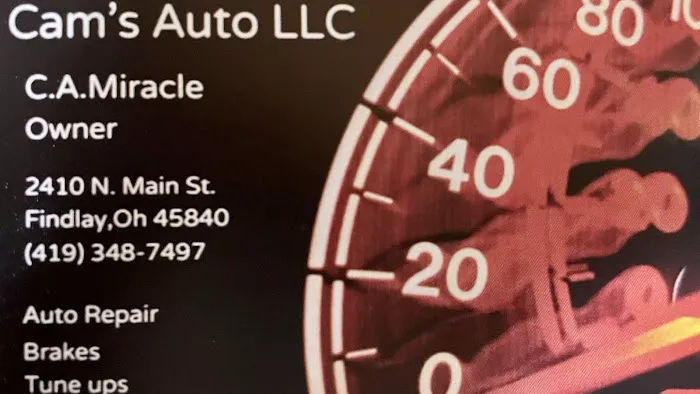 Cam's Auto LLC
C.A.Miracle
Owner
2410 N. Main St.
Findlay,Oh 45840
(419) 348-7497
Auto Repair
Brakes
Tune ups
80
60
40
20
0